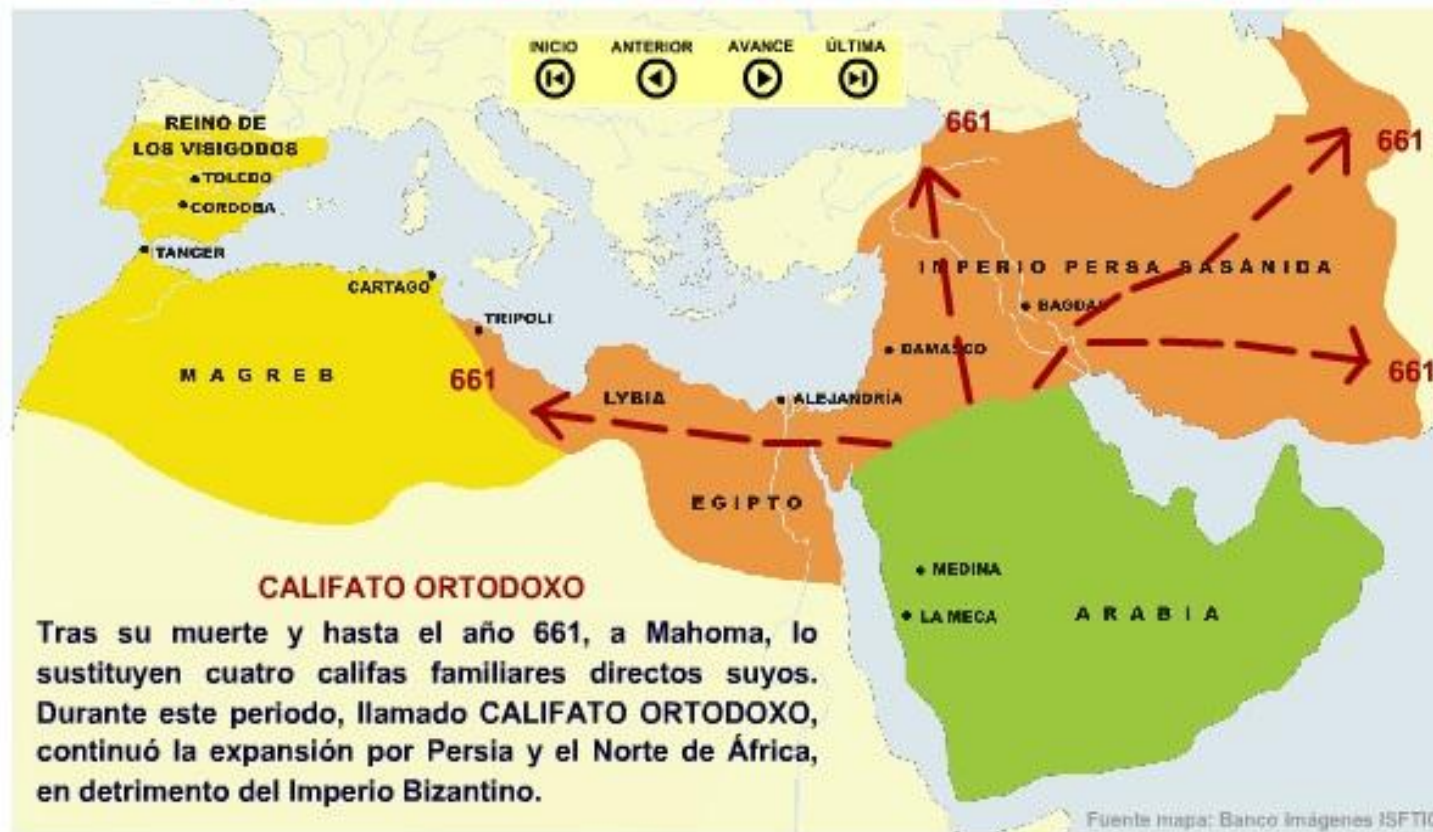 INICIO ANTERIOR AVANCE ÚLTIMA
REINO DE
LOS VISIGODOS
TOLEDO
CORDOBA
TANGER
CARTAGO
TRIPOLI
MAGREB
661
LYBIA
ALEJANDRÍA
EGIPTO
661
661
IMPERIO PERSA SASÁNIDA
BAGDAD
DAMASCO
661
MEDINA
LA MECA
ARABIA
CALIFATO ORTODOXO
Tras su muerte y hasta el año 661, a Mahoma, lo
sustituyen cuatro califas familiares directos suyos.
Durante este periodo, llamado CALIFATO ORTODOXO,
continuó la expansión por Persia y el Norte de África,
en detrimento del Imperio Bizantino.
Fuente mapa: Banco Imágenes ISFTIC